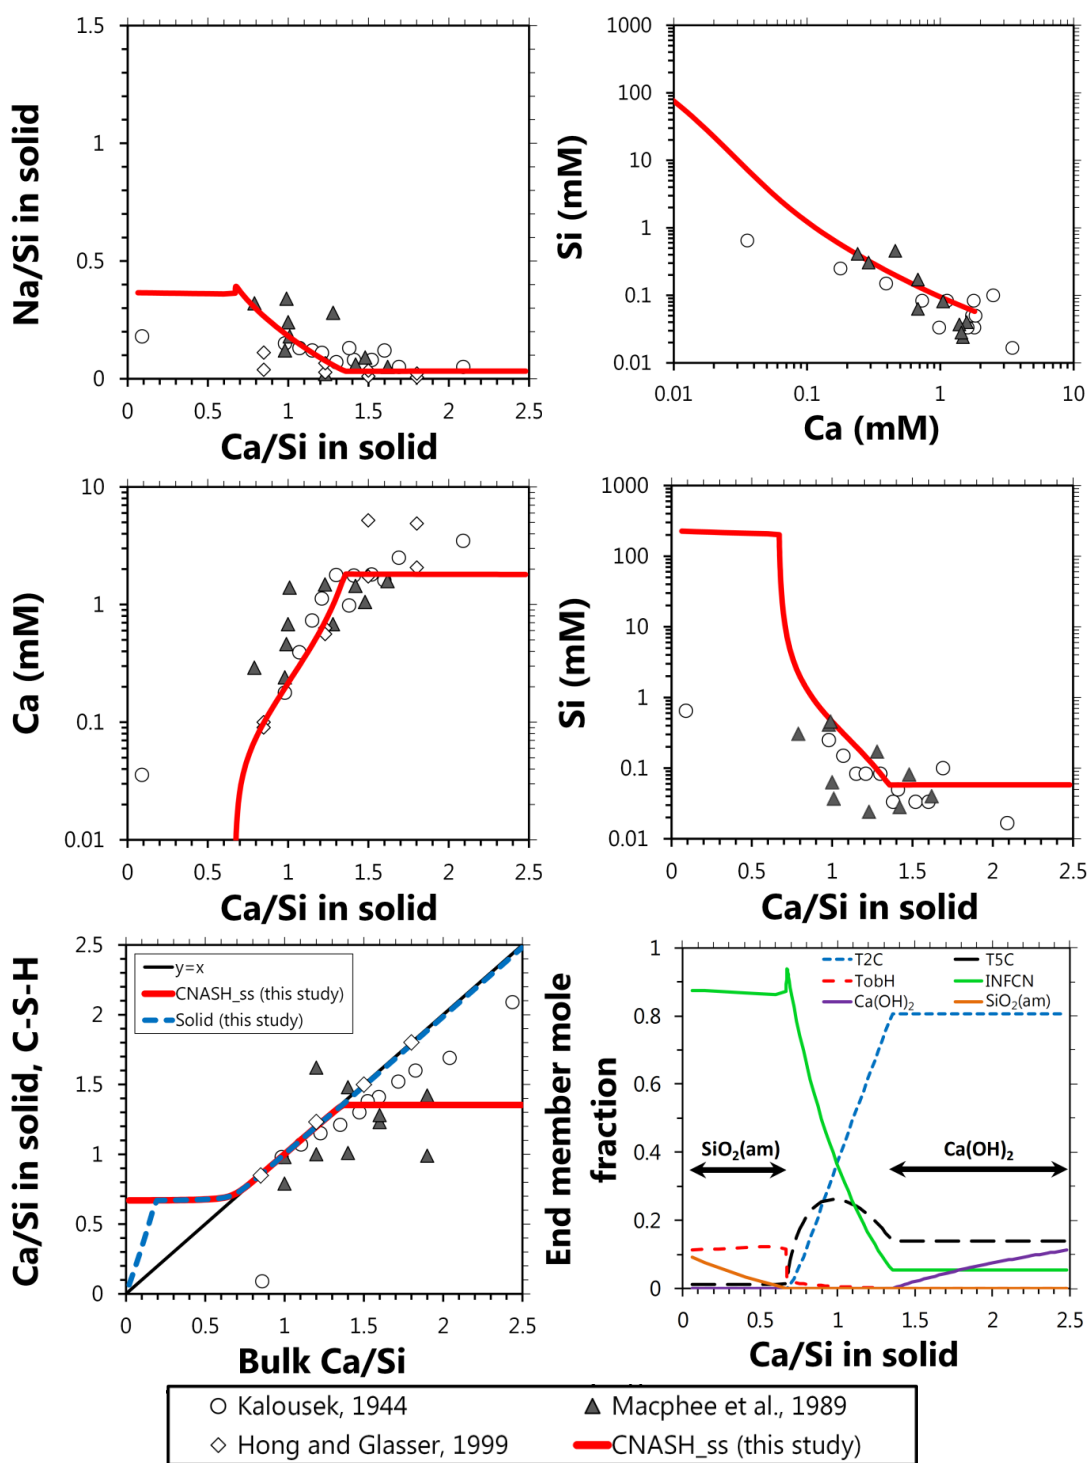 1.5
1
0.5
0
0
0.5
1
1.5
2
2.5
Na/Si in solid
Ca/Si in solid
1000
100
10
1
0.1
0.01
0.01
0.1
1
10
Si (mM)
Ca (mM)
10
1
0.1
0.01
0
0.5
1
1.5
2
2.5
Ca (mM)
Ca/Si in solid
1000
100
10
1
0.1
0.01
0
0.5
1
1.5
2
2.5
Si (mM)
Ca/Si in solid
2.5
2
1.5
1
0.5
0
0
0.5
1
1.5
2
2.5
y=x
CNASH_ss (this study)
Solid (this study)
Ca/Si in solid, C-S-H
Bulk Ca/Si
1
0.8
0.6
0.4
0.2
0
0
0.5
1
1.5
2
2.5
T2C
T5C
TobH
INFCN
Ca(OH)₂
SiO₂(am)
SiO₂(am)
Ca(OH)₂
End member mole
fraction
Ca/Si in solid
Kalousek, 1944
Macphee et al., 1989
Hong and Glasser, 1999
CNASH_ss (this study)